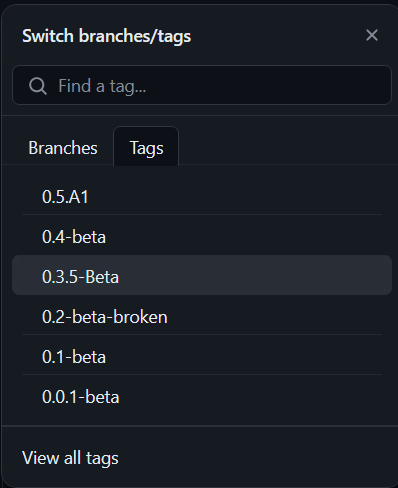 Switch branches/tags
Find a tag...
Branches Tags
0.5.A1
0.4-beta
0.3.5-Beta
0.2-beta-broken
0.1-beta
0.0.1-beta
View all tags